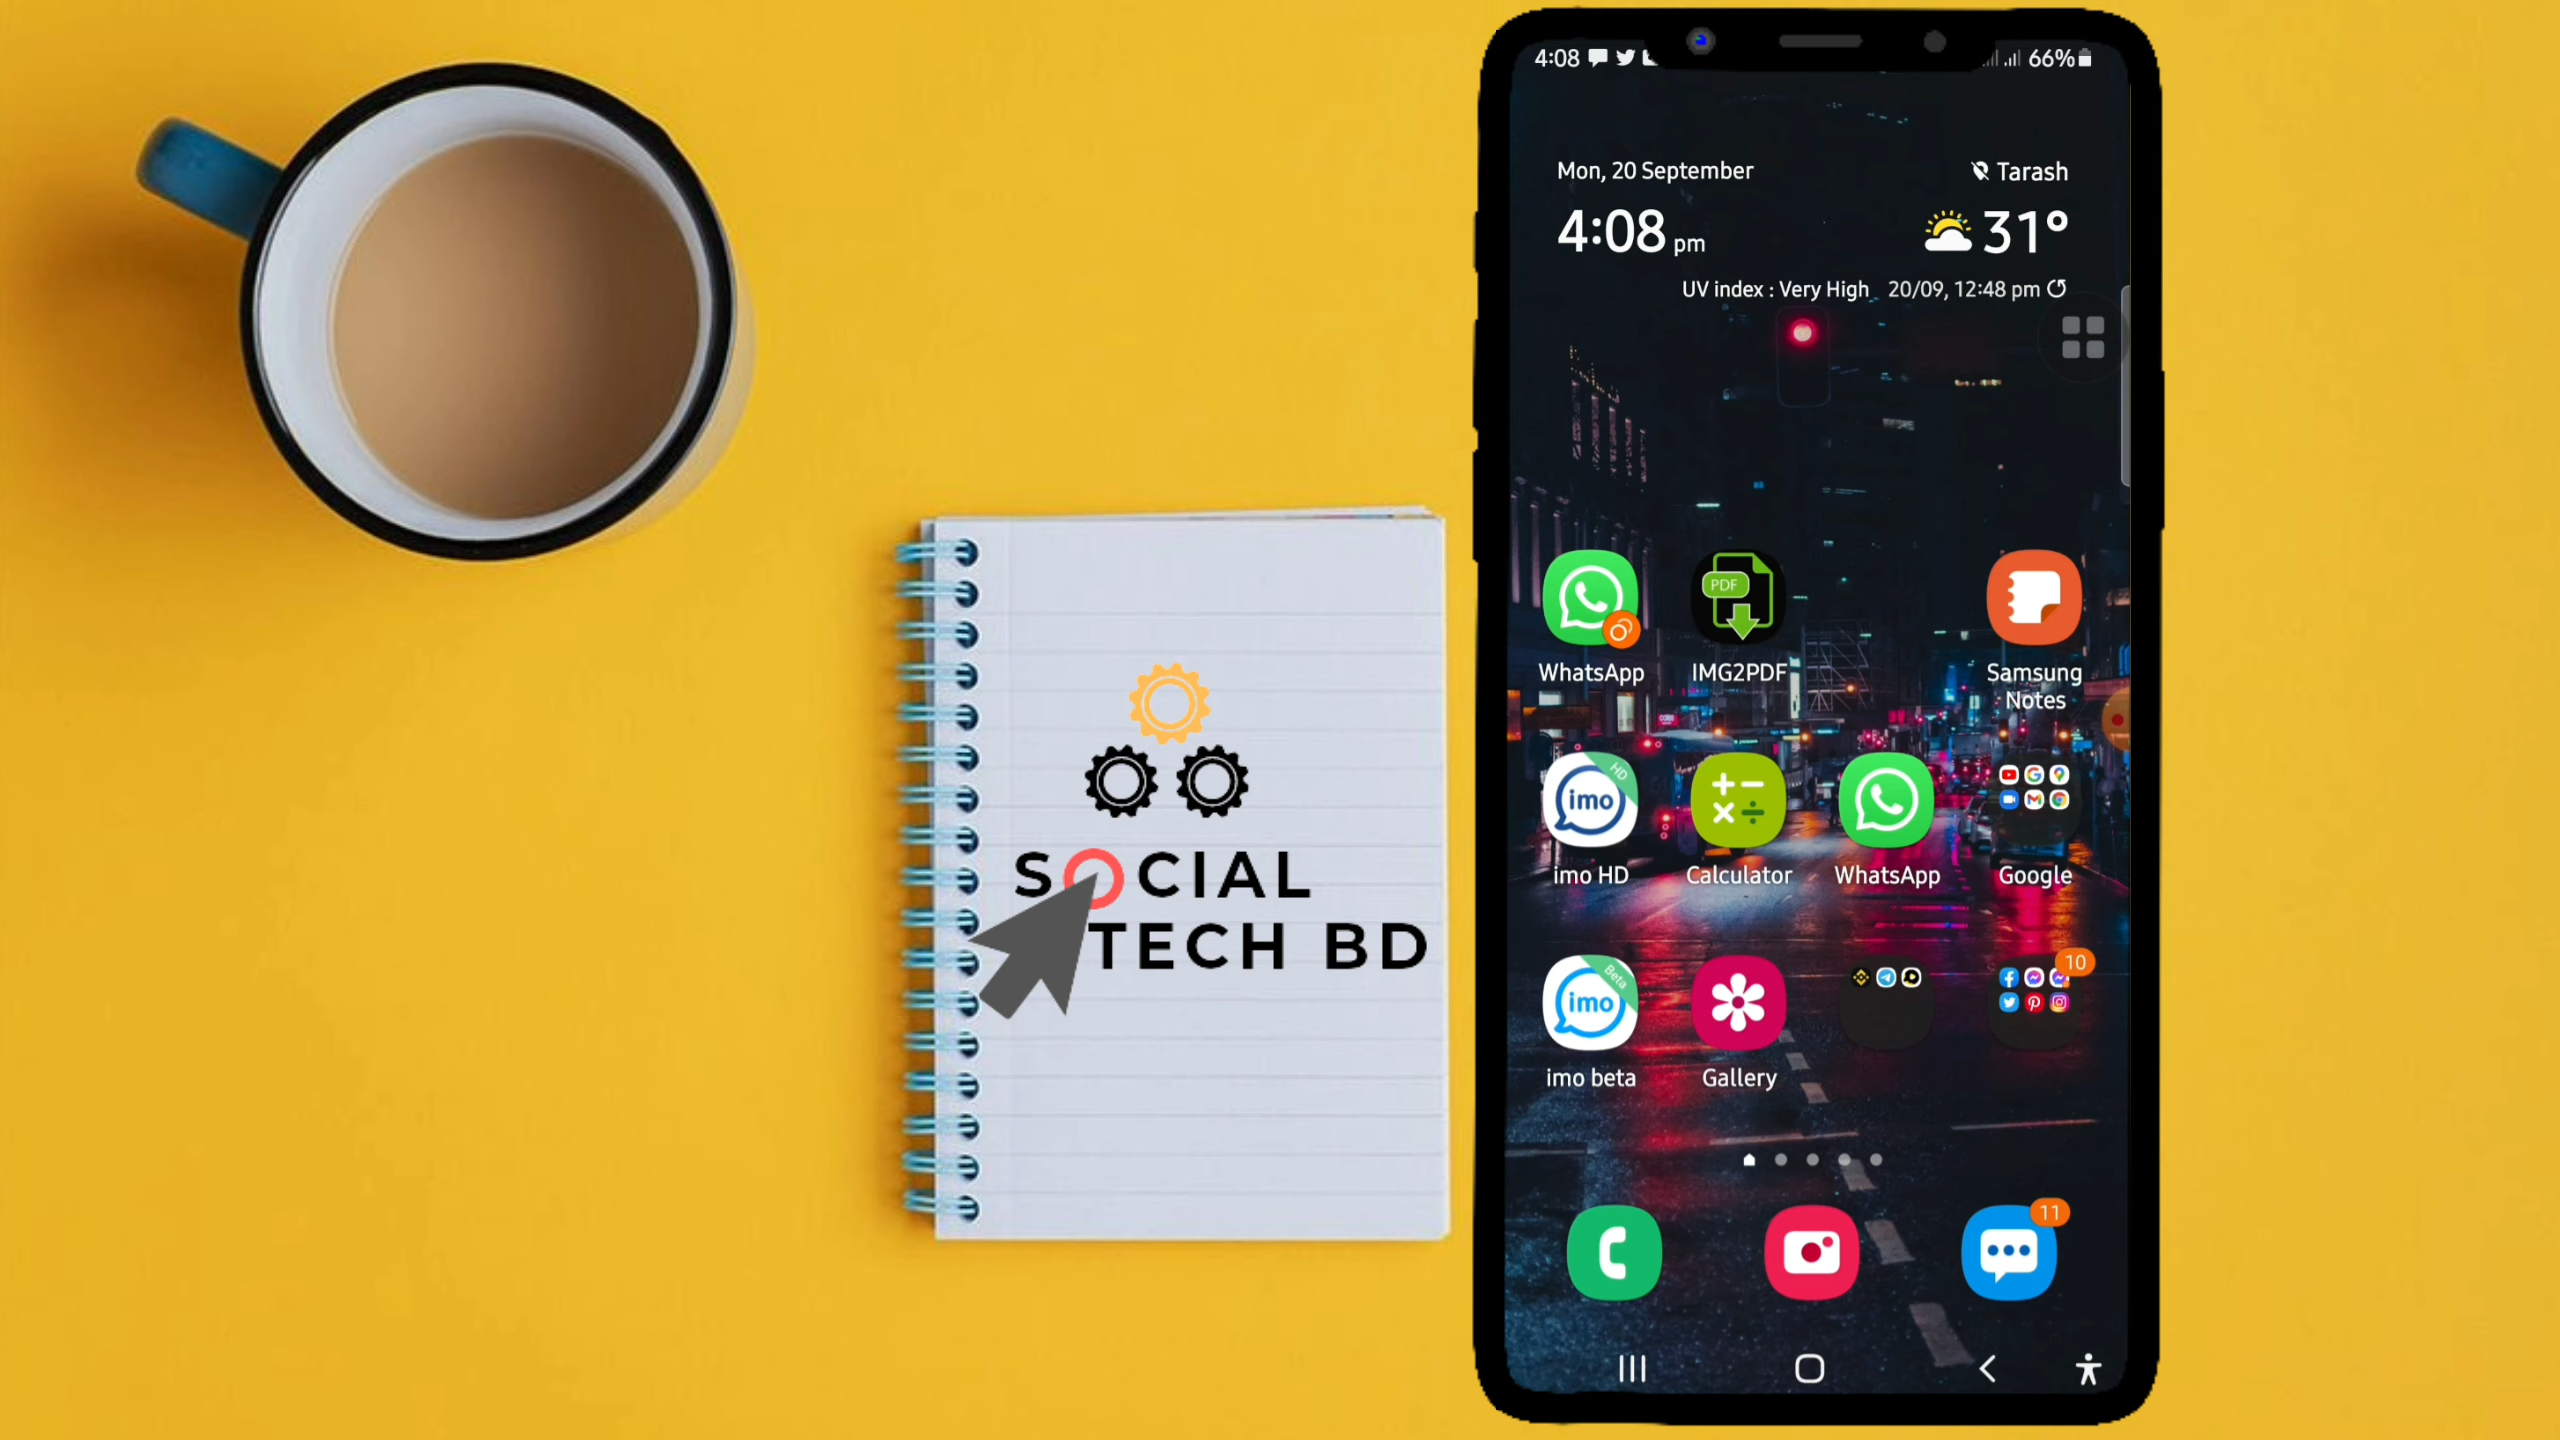 SOCIAL
TECH BD
4:08
66%
Mon, 20 September
Tarash
4:08 pm
31°
UV index : Very High 20/09, 12:48 pm
PDF
WhatsApp
IMG2PDF
Samsung
Notes
HD
imo
imo HD
Calculator
WhatsApp
Google
Beta
imo
10
imo beta
Gallery
11